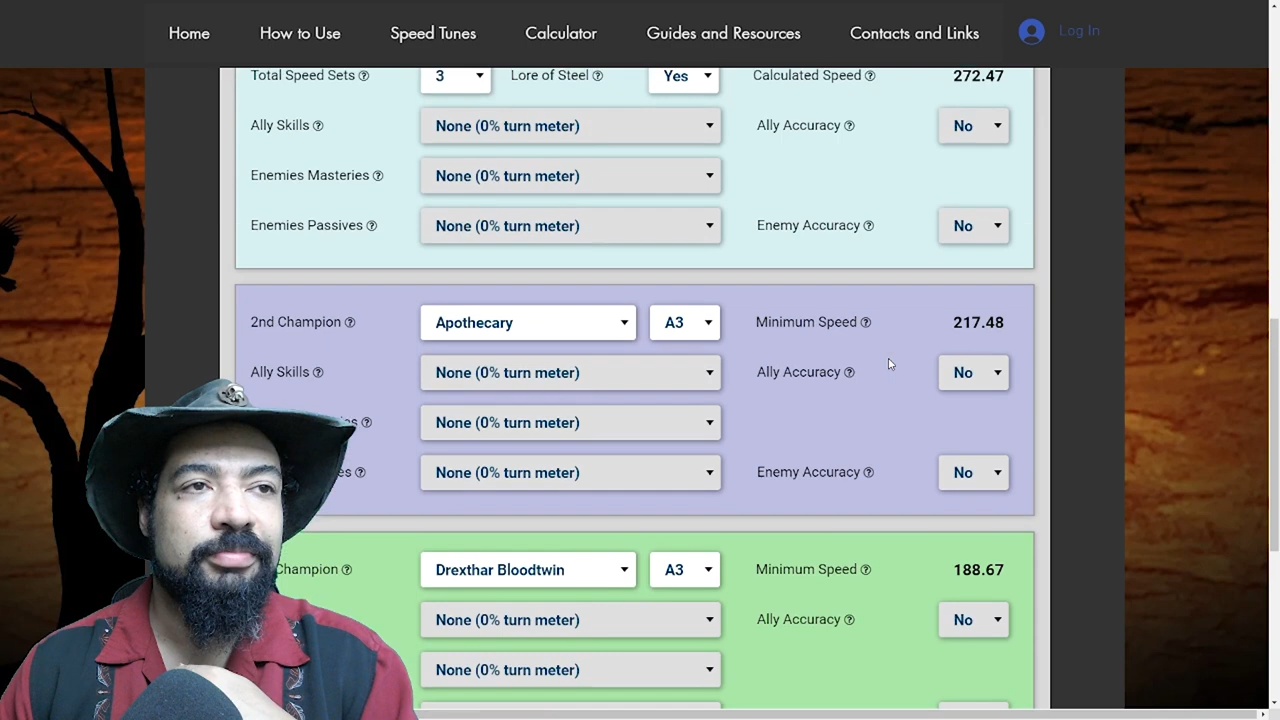 Home How to Use Speed Tunes Calculator Guides and Resources Contacts and Links Log In
Total Speed Sets 3 Lore of Steel Yes Calculated Speed 272.47
Ally Skills None (0% turn meter) Ally Accuracy No
Enemies Masteries None (0% turn meter)
Enemies Passives None (0% turn meter) Enemy Accuracy No
2nd Champion Apothecary A3 Minimum Speed 217.48
Ally Skills None (0% turn meter) Ally Accuracy No
None (0% turn meter)
None (0% turn meter) Enemy Accuracy No
Champion Drexthar Bloodtwin A3 Minimum Speed 188.67
None (0% turn meter) Ally Accuracy No
None (0% turn meter)